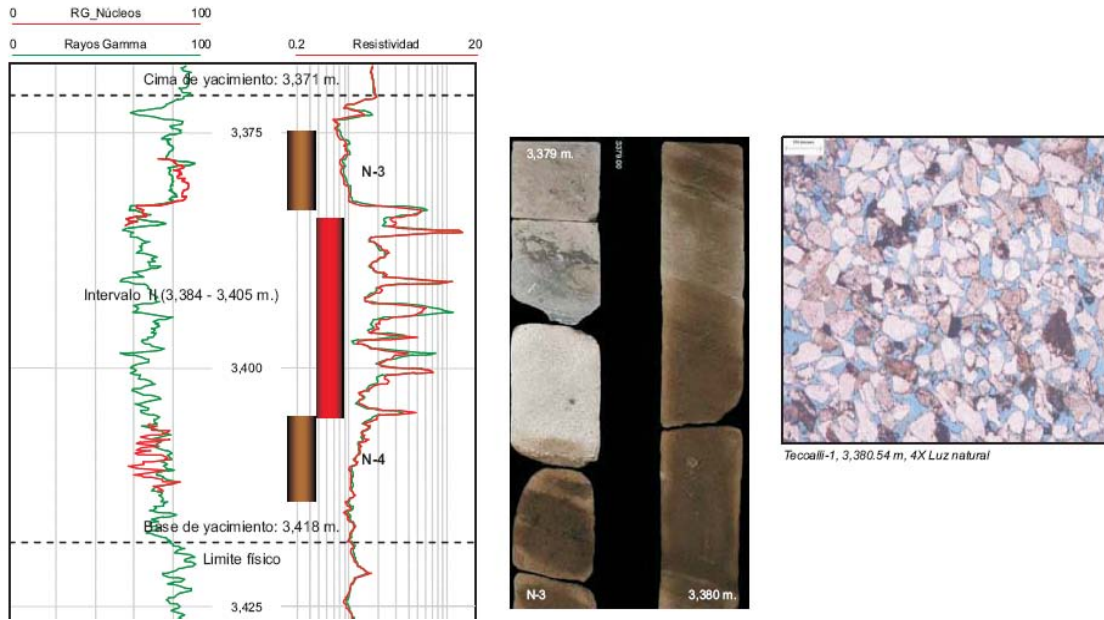 0 RG_Núcleos 100
0 Rayos Gamma 100
0.2 Resistividad 20
Cima de yacimiento: 3,371 m.
3,375
N-3
Intervalo II (3,384 - 3,405 m.)
3,400
N-4
Base de yacimiento: 3,418 m.
Limite físico
3,425
3,379 m.
3379.00
N-3
3,380 m.
Tecoalli-1, 3,380.54 m, 4X Luz natural